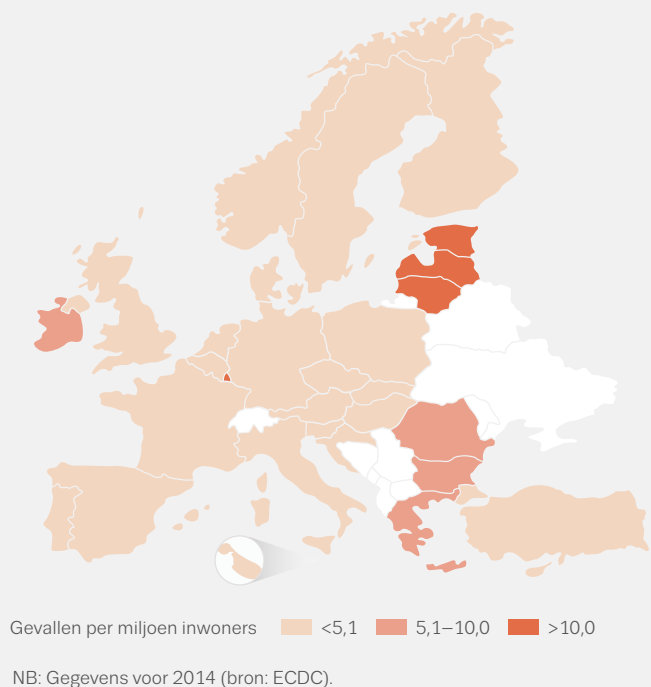 Gevallen per miljoen inwoners <5,1 5,1–10,0 >10,0
NB: Gegevens voor 2014 (bron: ECDC).